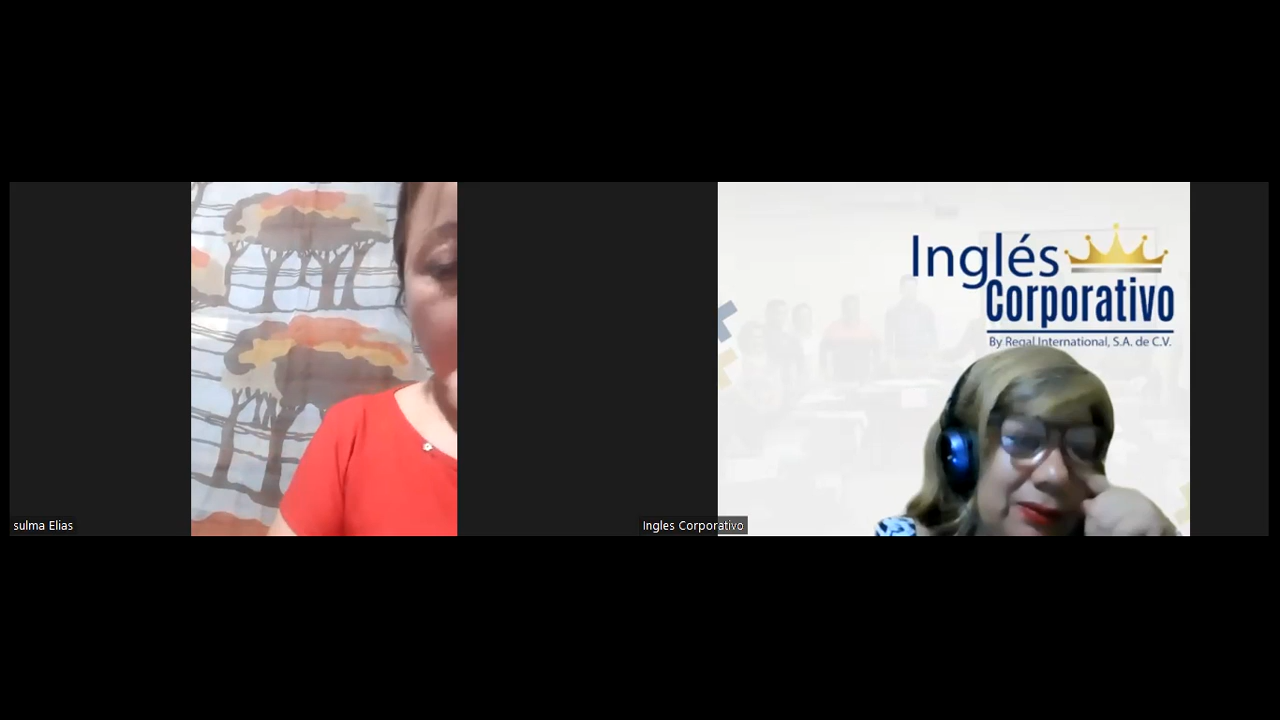 Inglés
Corporativo
By Regal International, S.A. de C.V.
sulma Elias
Ingles Corporativo